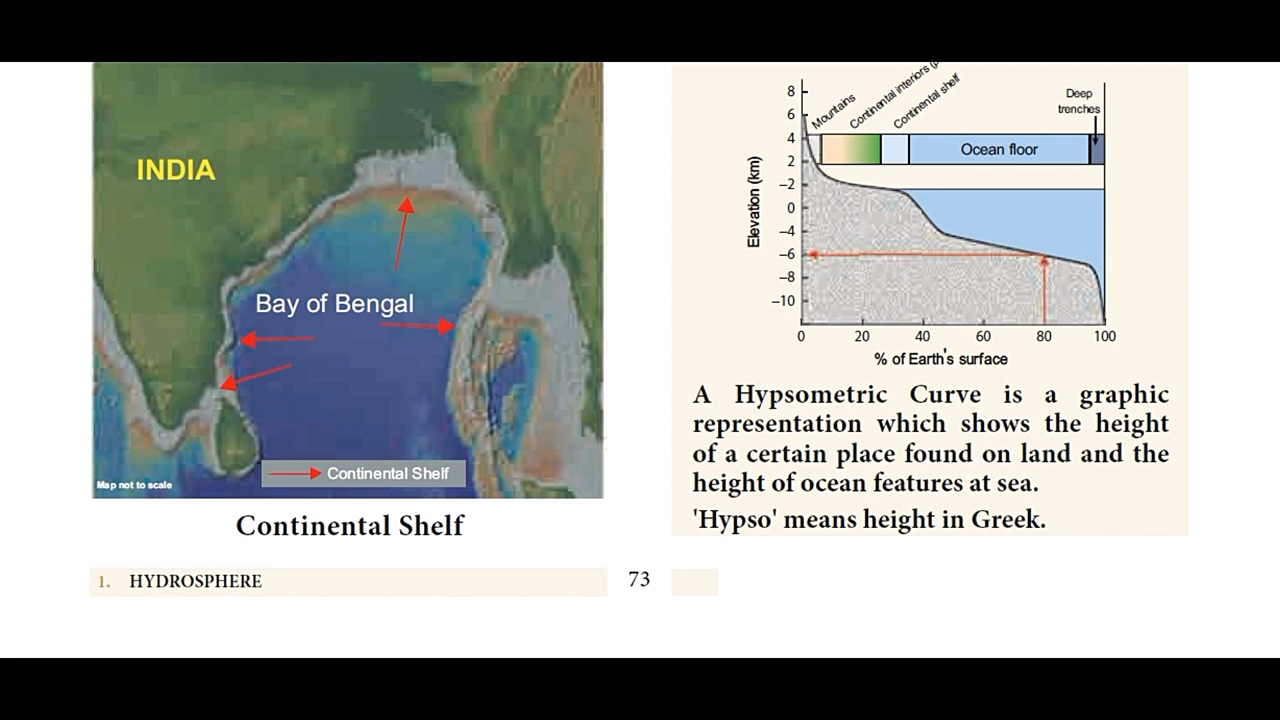 INDIA
Bay of Bengal
Continental Shelf
Map not to scale
Continental Shelf
1. HYDROSPHERE
73
Mountains
Continental interiors
Continental shelf
Deep
trenches
Ocean floor
Elevation (km)
8
6
4
2
–2
0
–4
–6
–8
–10
0 20 40 60 80 100
% of Earth's surface
A Hypsometric Curve is a graphic
representation which shows the height
of a certain place found on land and the
height of ocean features at sea.
'Hypso' means height in Greek.